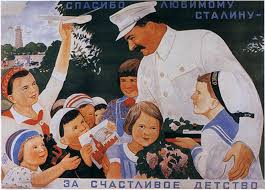 СПАСИБО ЛЮБИМОМУ
СТАЛИНУ –
ЗА СЧАСТЛИВОЕ ДЕТСТВО